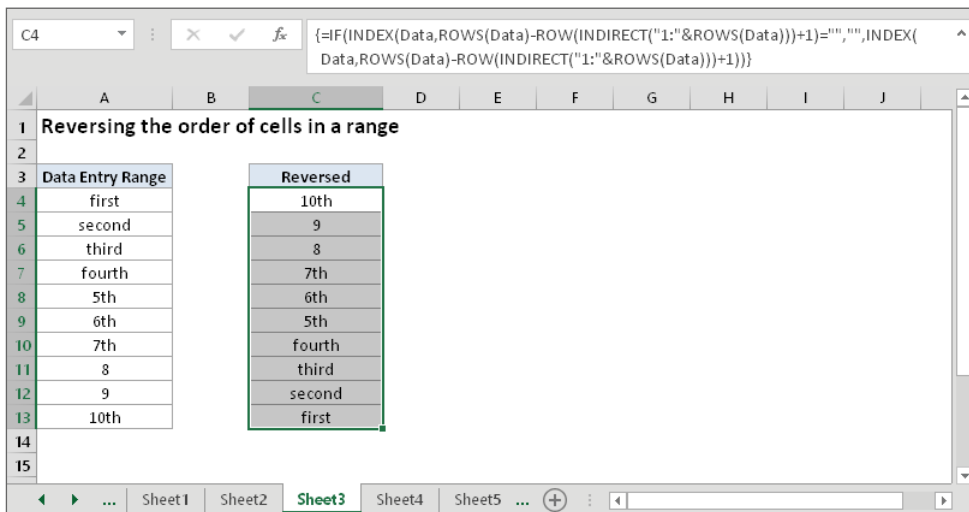 C4 fx {=IF(INDEX(Data,ROWS(Data)-ROW(INDIRECT("1:"&ROWS(Data)))+1)="","",INDEX(
Data,ROWS(Data)-ROW(INDIRECT("1:"&ROWS(Data)))+1))}
A B C D E F G H I J
1 Reversing the order of cells in a range
2
3 Data Entry Range Reversed
4 first 10th
5 second 9
6 third 8
7 fourth 7th
8 5th 6th
9 6th 5th
10 7th fourth
11 8 third
12 9 second
13 10th first
14
15
... Sheet1 Sheet2 Sheet3 Sheet4 Sheet5 ...